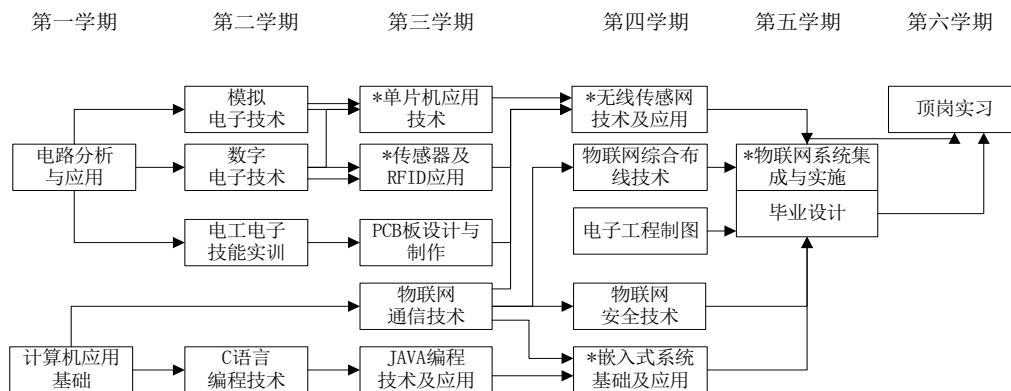 第一学期
第二学期
第三学期
第四学期
第五学期
第六学期
模拟
电子技术
*单片机应用
技术
*无线传感网
技术及应用
顶岗实习
电路分析
与应用
数字
电子技术
*传感器及
RFID应用
物联网综合布
线技术
*物联网系统集
成与实施
毕业设计
电工电子
技能实训
PCB板设计与
制作
电子工程制图
物联网
通信技术
物联网
安全技术
计算机应用
基础
C语言
编程技术
JAVA编程
技术及应用
*嵌入式系统
基础及应用